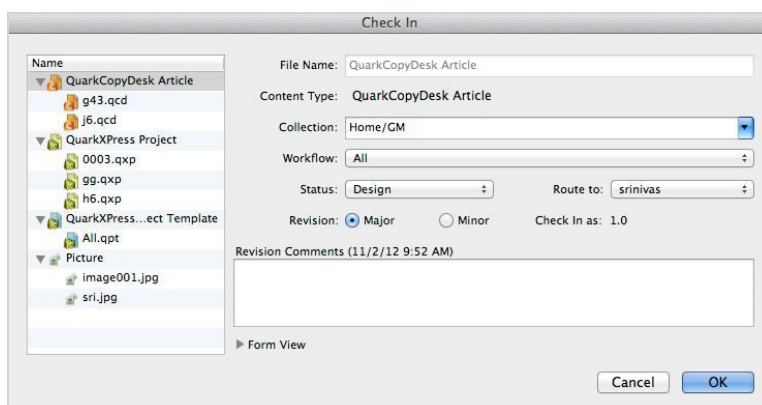 Check In
Name
QuarkCopyDesk Article
g43.qcd
j6.qcd
QuarkXPress Project
0003.qxp
gg.qxp
h6.qxp
QuarkXPress...ect Template
All.qpt
Picture
image001.jpg
sri.jpg
File Name: QuarkCopyDesk Article
Content Type: QuarkCopyDesk Article
Collection: Home/GM
Workflow: All
Status: Design Route to: srinivas
Revision: Major Minor Check In as: 1.0
Revision Comments (11/2/12 9:52 AM)
Form View
Cancel OK